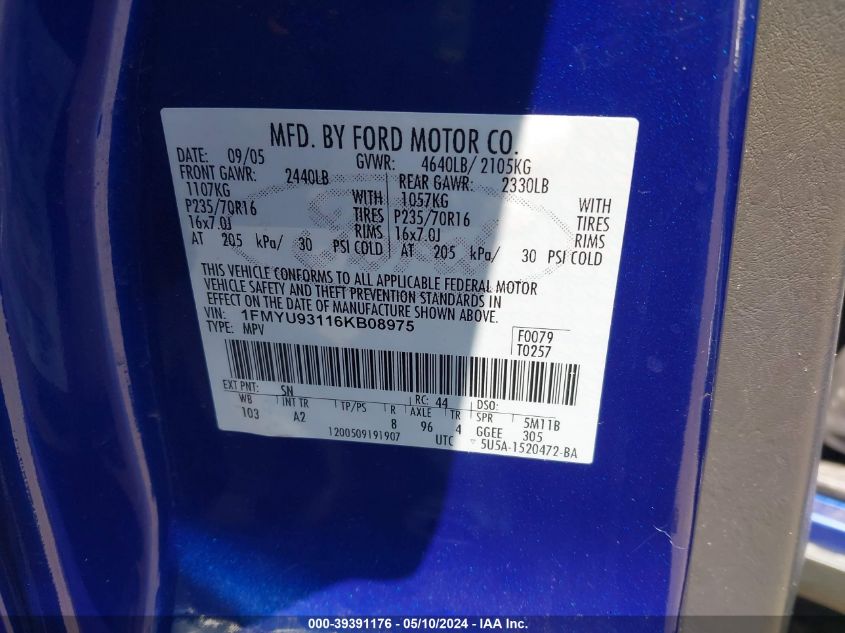 MFD. BY FORD MOTOR CO.
DATE: 09/05 GVWR: 4640LB/ 2105KG
FRONT GAWR: 2440LB REAR GAWR: 2330LB
1107KG WITH 1057KG WITH
P235/70R16 TIRES P235/70R16 TIRES
16x7.0J RIMS 16x7.0J RIMS
AT 205 kPa/ 30 PSI COLD AT 205 kPa/ 30 PSI COLD
THIS VEHICLE CONFORMS TO ALL APPLICABLE FEDERAL MOTOR
VEHICLE SAFETY AND THEFT PREVENTION STANDARDS IN
EFFECT ON THE DATE OF MANUFACTURE SHOWN ABOVE.
VIN: 1FMYU93116KB08975
TYPE: MPV
F0079
T0257
EXT PNT: SN RC: 44 DSO:
WB INT TR TP/PS R AXLE TR SPR 5M11B
103 A2 8 96 4 GGEE 305
1200509191907 UTC 5U5A-1520472-BA
000-39391176 - 05/10/2024 - IAA Inc.